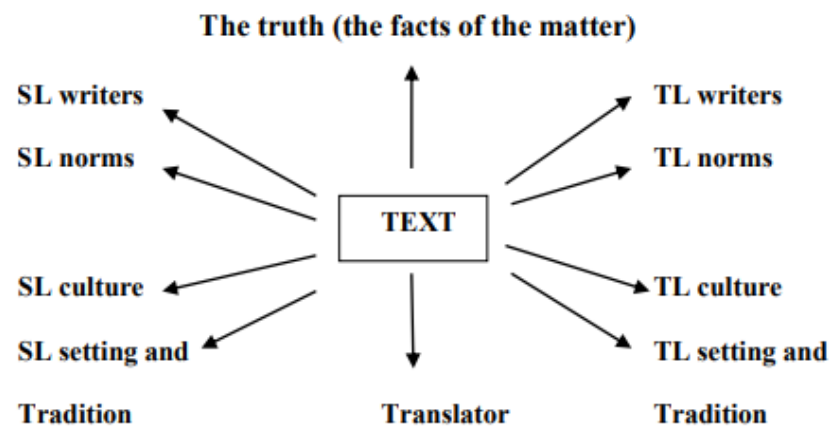 The truth (the facts of the matter)
SL writers
TL writers
SL norms
TL norms
TEXT
SL culture
TL culture
SL setting and
TL setting and
Tradition
Translator
Tradition